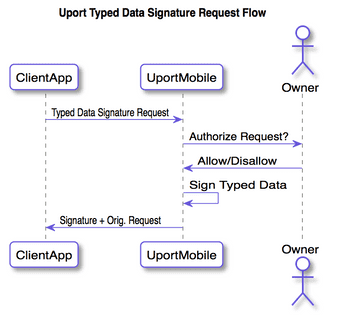 Uport Typed Data Signature Request Flow
ClientApp
UportMobile
Owner
Typed Data Signature Request
Authorize Request?
Allow/Disallow
Sign Typed Data
Signature + Orig. Request
ClientApp
UportMobile
Owner